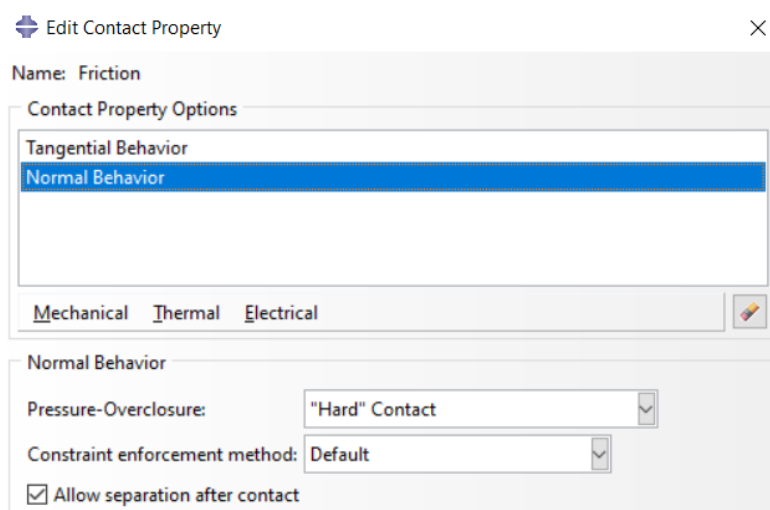 Edit Contact Property
Name: Friction
Contact Property Options
Tangential Behavior
Normal Behavior
Mechanical Thermal Electrical
Normal Behavior
Pressure-Overclosure: "Hard" Contact
Constraint enforcement method: Default
Allow separation after contact